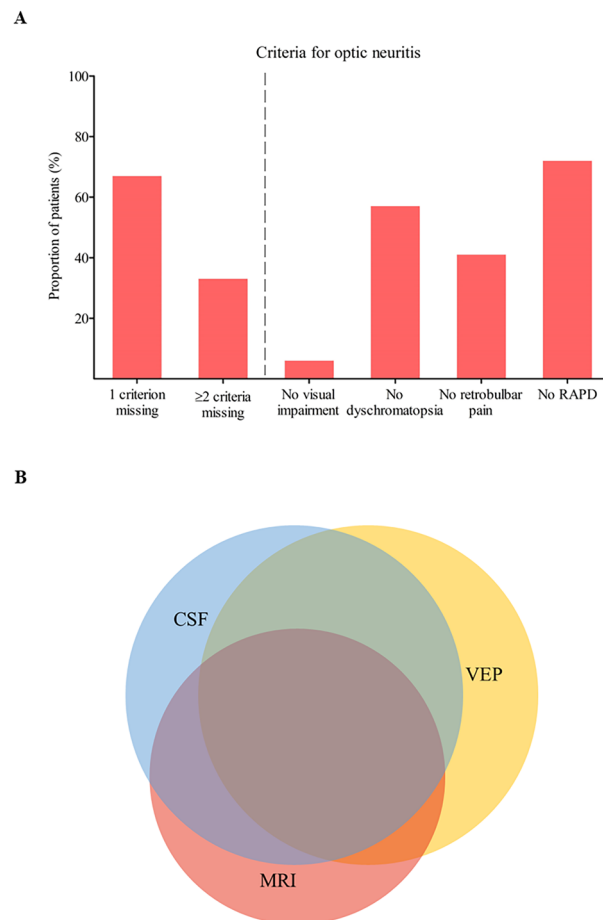 A
Criteria for optic neuritis
Proportion of patients (%)
100
80
60
40
20
1 criterion
missing
≥2 criteria
missing
No visual
impairment
No
dyschromatopsia
No retrobulbar
pain
No RAPD
B
CSF
VEP
MRI